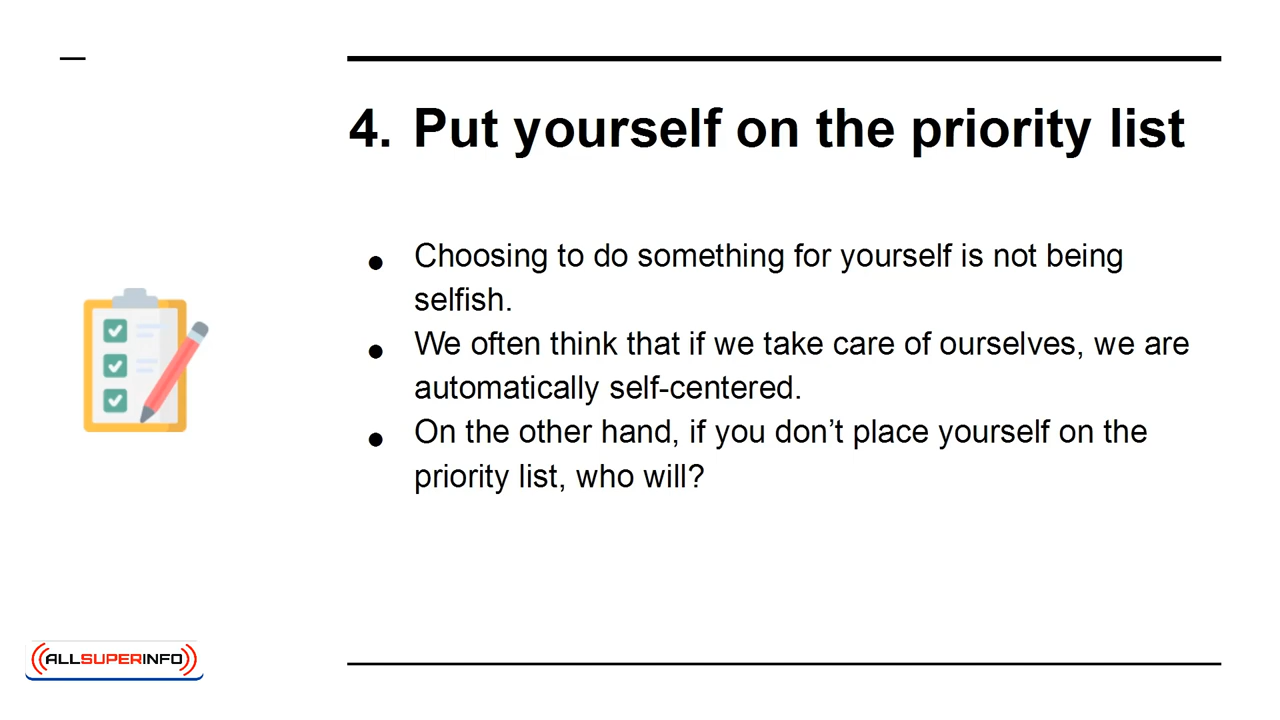 4. Put yourself on the priority list
● Choosing to do something for yourself is not being
selfish.
● We often think that if we take care of ourselves, we are
automatically self-centered.
● On the other hand, if you don’t place yourself on the
priority list, who will?
ALLSUPERINFO